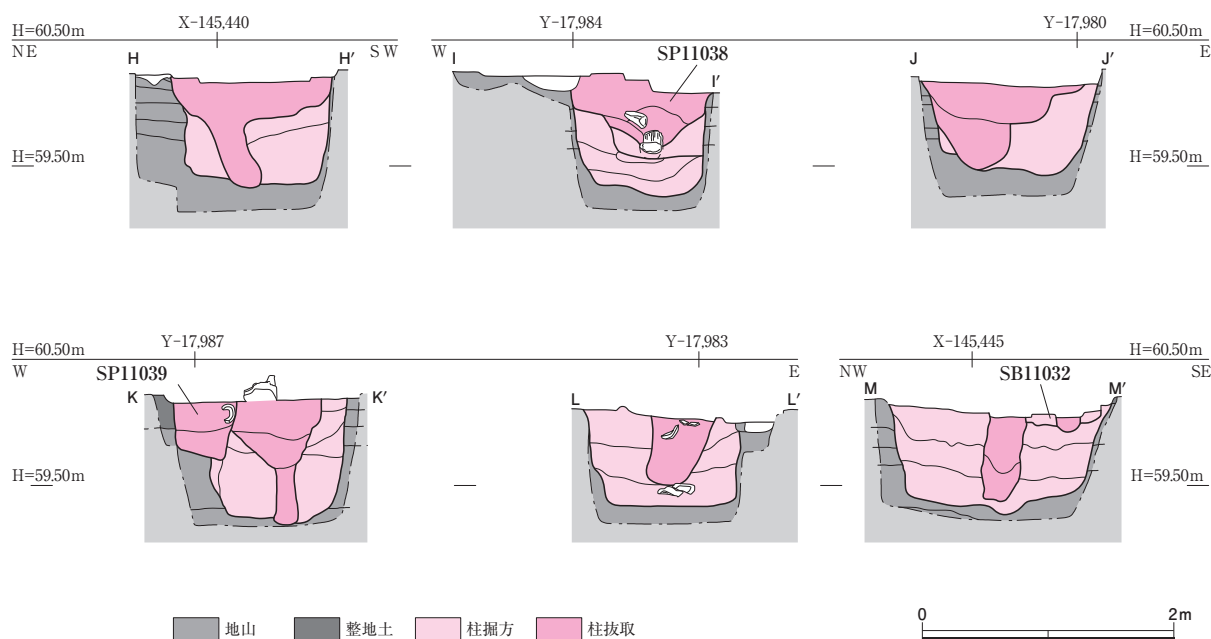 H=60.50m X-145,440 Y-17,984 Y-17,980 H=60.50m
NE SW W E
H H′ I SP11038 I′ J J′
H=59.50m H=59.50m
H=60.50m Y-17,987 Y-17,983 X-145,445 H=60.50m
W E NW SE
SP11039 SB11032
K K′ L L′ M M′
H=59.50m H=59.50m
地山 整地土 柱掘方 柱抜取
0 2m